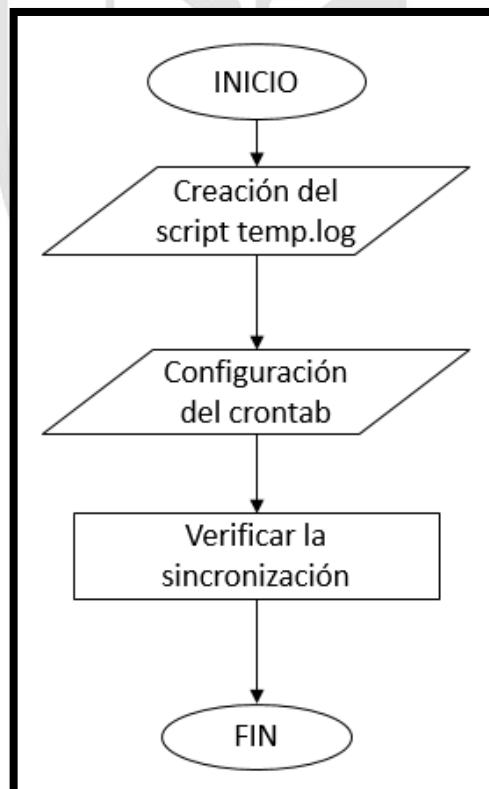 INICIO
Creación del
script temp.log
Configuración
del crontab
Verificar la
sincronización
FIN